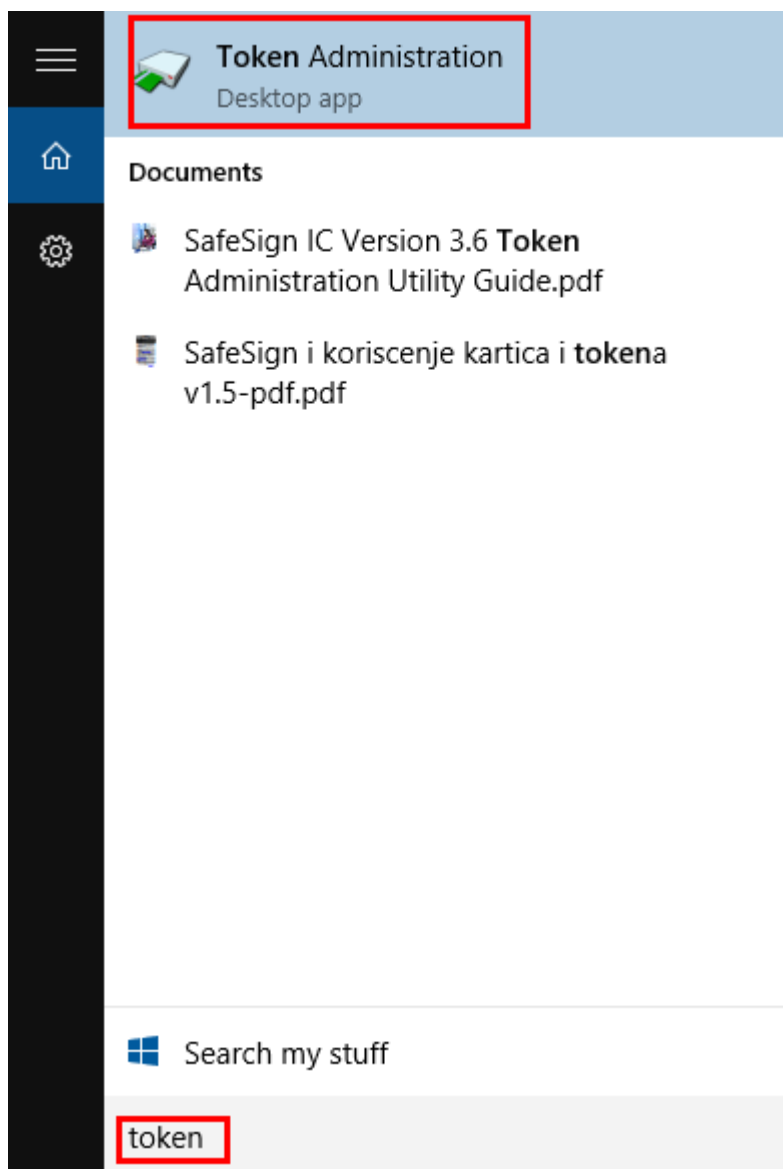 Token Administration
Desktop app
Documents
SafeSign IC Version 3.6 Token
Administration Utility Guide.pdf
SafeSign i koriscenje kartica i tokena
v1.5-pdf.pdf
Search my stuff
token